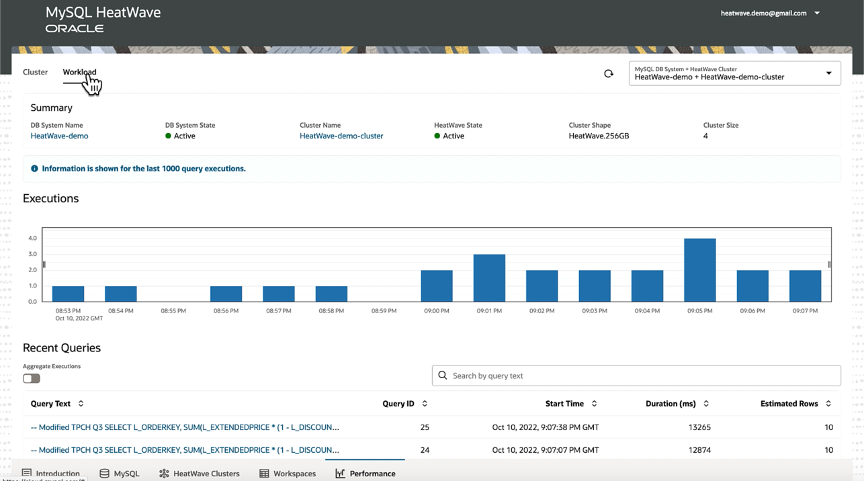 MySQL HeatWave
ORACLE
heatwave.demo@gmail.com
Cluster
Workload
MySQL DB System + HeatWave Cluster
HeatWave-demo + HeatWave-demo-cluster
Summary
DB System Name
DB System State
Cluster Name
HeatWave State
Cluster Shape
Cluster Size
HeatWave-demo
Active
HeatWave-demo-cluster
Active
HeatWave.256GB
4
Information is shown for the last 1000 query executions.
Executions
4.0
3.0
2.0
1.0
0.0
08:53 PM
08:54 PM
08:55 PM
08:56 PM
08:57 PM
08:58 PM
08:59 PM
09:00 PM
09:01 PM
09:02 PM
09:03 PM
09:04 PM
09:05 PM
09:06 PM
09:07 PM
Oct 10, 2022 GMT
Recent Queries
Aggregate Executions
Search by query text
Query Text
Query ID
Start Time
Duration (ms)
Estimated Rows
-- Modified TPCH Q3 SELECT L_ORDERKEY, SUM(L_EXTENDEDPRICE * (1 - L_DISCOUN...
25
Oct 10, 2022, 9:07:38 PM GMT
13265
10
-- Modified TPCH Q3 SELECT L_ORDERKEY, SUM(L_EXTENDEDPRICE * (1 - L_DISCOUN...
24
Oct 10, 2022, 9:07:07 PM GMT
12874
10
Introduction
MySQL
HeatWave Clusters
Workspaces
Performance